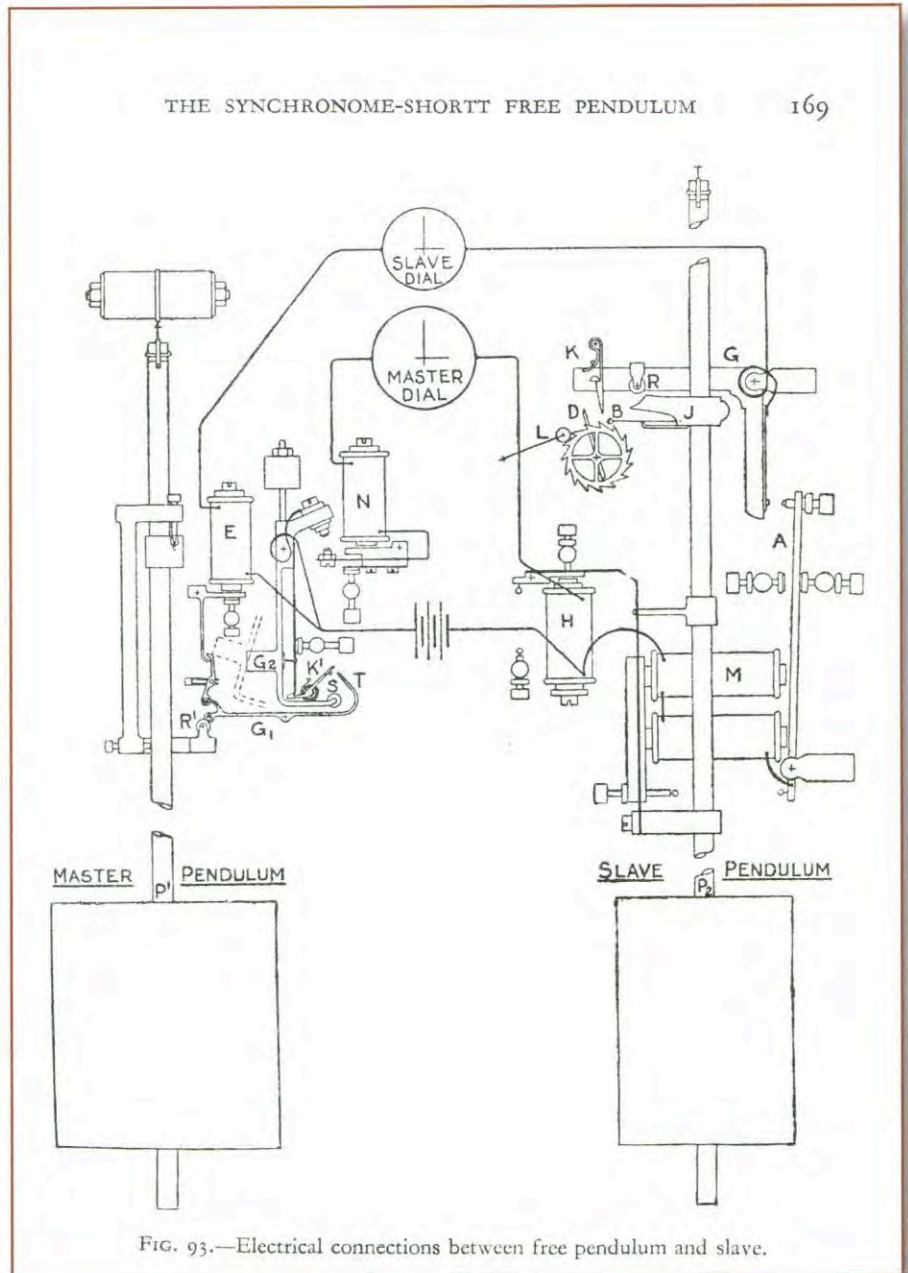 THE SYNCHRONOME-SHORTT FREE PENDULUM 169
SLAVE
DIAL
MASTER
DIAL
K
G
R
D
B
J
L
N
E
A
H
M
G2
K'
S
T
R'
G1
MASTER PENDULUM
P'
SLAVE PENDULUM
P2
FIG. 93.—Electrical connections between free pendulum and slave.